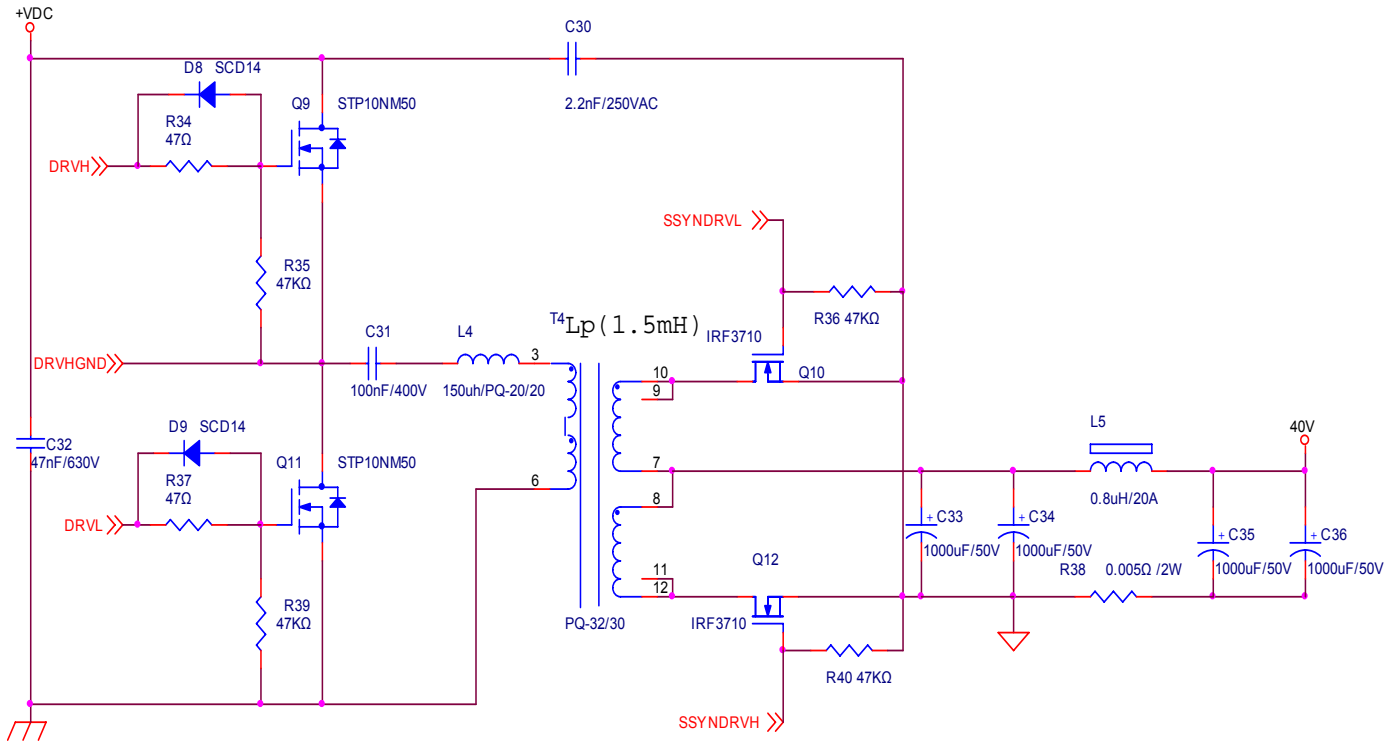 +VDC
C30
2.2nF/250VAC
D8 SCD14
R34
47Ω
Q9
STP10NM50
DRVH
R35
47KΩ
SSYNDRVL
R36 47KΩ
DRVHGND
C31
100nF/400V
L4
150uh/PQ-20/20
T4
Lp(1.5mH)
3
6
IRF3710
Q10
10
9
7
8
11
12
PQ-32/30
C32
47nF/630V
D9 SCD14
R37
47Ω
Q11
STP10NM50
DRVL
R39
47KΩ
Q12
IRF3710
R40 47KΩ
SSYNDRVH
+ C33
1000uF/50V
+ C34
1000uF/50V
L5
0.8uH/20A
40V
R38 0.005Ω /2W
+ C35
1000uF/50V
+ C36
1000uF/50V